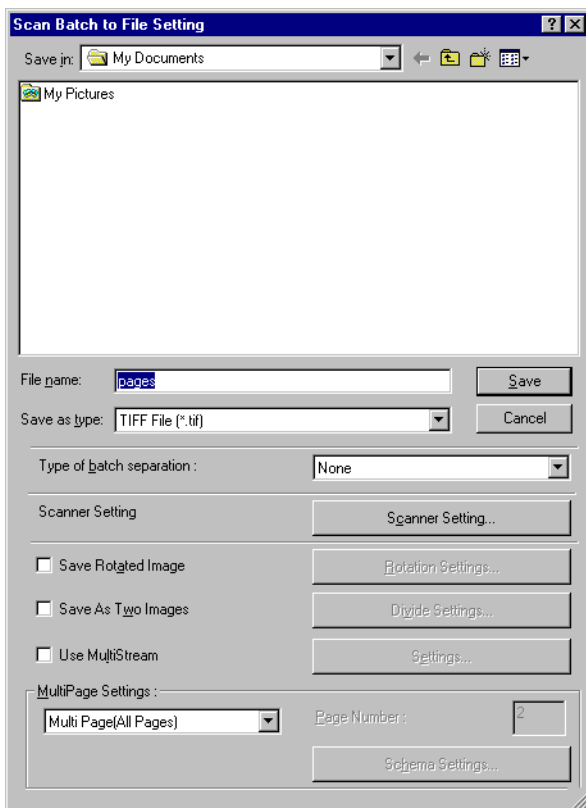 Scan Batch to File Setting
Save in: My Documents
My Pictures
File name: pages Save
Save as type: TIFF File (*.tif) Cancel
Type of batch separation : None
Scanner Setting Scanner Setting...
Save Rotated Image Rotation Settings...
Save As Two Images Divide Settings...
Use MultiStream Settings...
MultiPage Settings :
Multi Page(All Pages) Page Number : 2
Schema Settings...